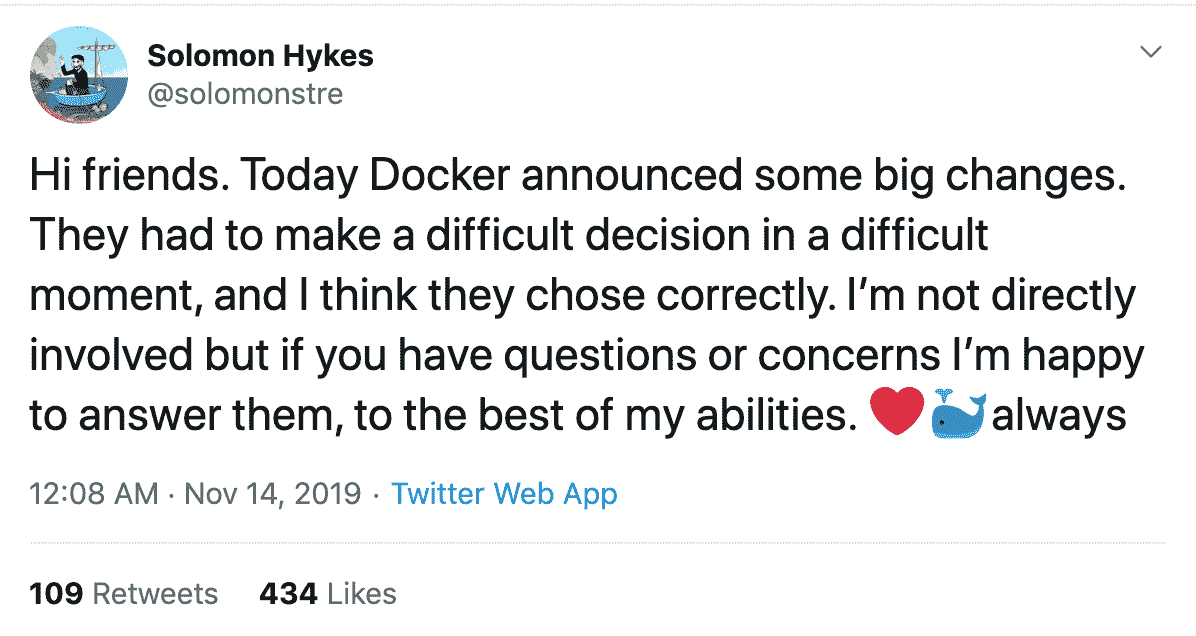 Solomon Hykes
@solomonstre
Hi friends. Today Docker announced some big changes.
They had to make a difficult decision in a difficult
moment, and I think they chose correctly. I’m not directly
involved but if you have questions or concerns I’m happy
to answer them, to the best of my abilities. ❤️🐳always
12:08 AM · Nov 14, 2019 · Twitter Web App
109 Retweets 434 Likes